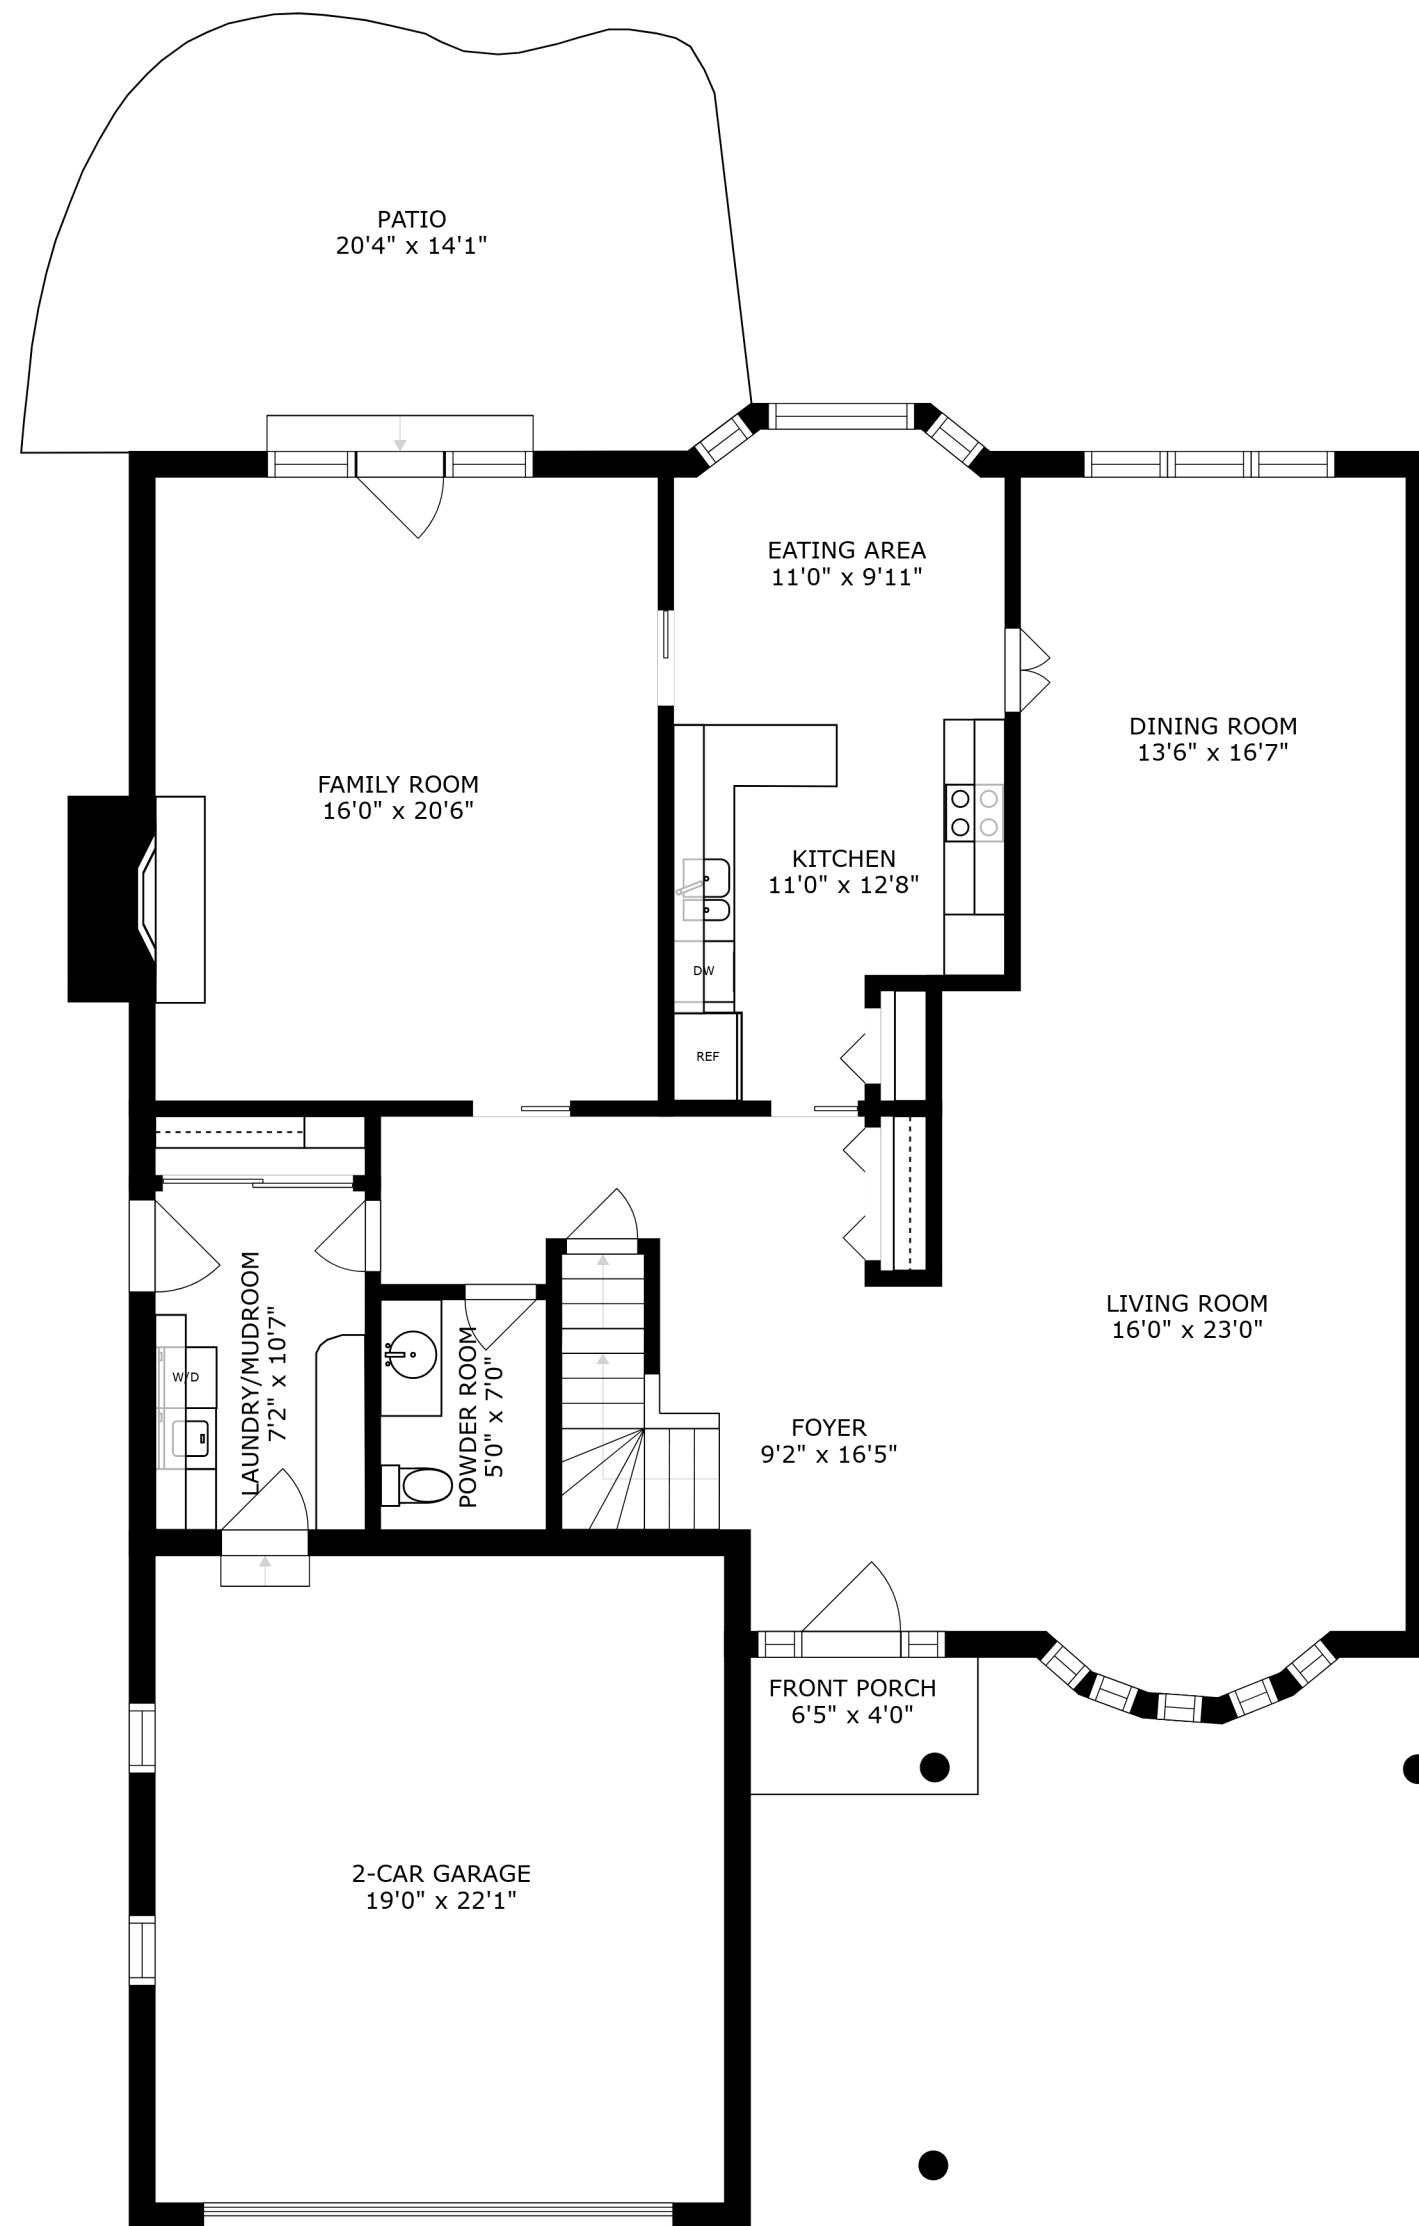 PATIO
20'4" x 14'1"
EATING AREA
11'0" x 9'11"
DINING ROOM
13'6" x 16'7"
FAMILY ROOM
16'0" x 20'6"
KITCHEN
11'0" x 12'8"
DW
REF
LAUNDRY/MUDROOM
7'2" x 10'7"
W/D
POWDER ROOM
5'0" x 7'0"
LIVING ROOM
16'0" x 23'0"
FOYER
9'2" x 16'5"
FRONT PORCH
6'5" x 4'0"
2-CAR GARAGE
19'0" x 22'1"